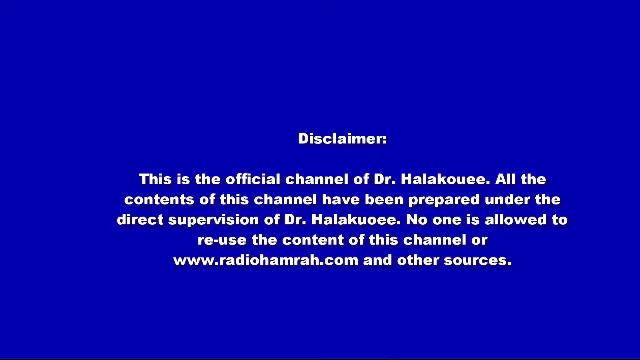 Disclaimer:
This is the official channel of Dr. Halakouee. All the
contents of this channel have been prepared under the
direct supervision of Dr. Halakuoee. No one is allowed to
re-use the content of this channel or
www.radiohamrah.com and other sources.